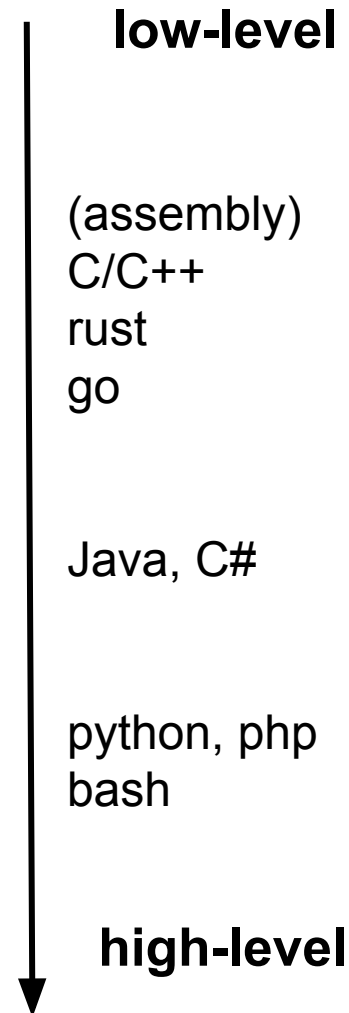 low-level
(assembly)
C/C++
rust
go
Java, C#
python, php
bash
high-level